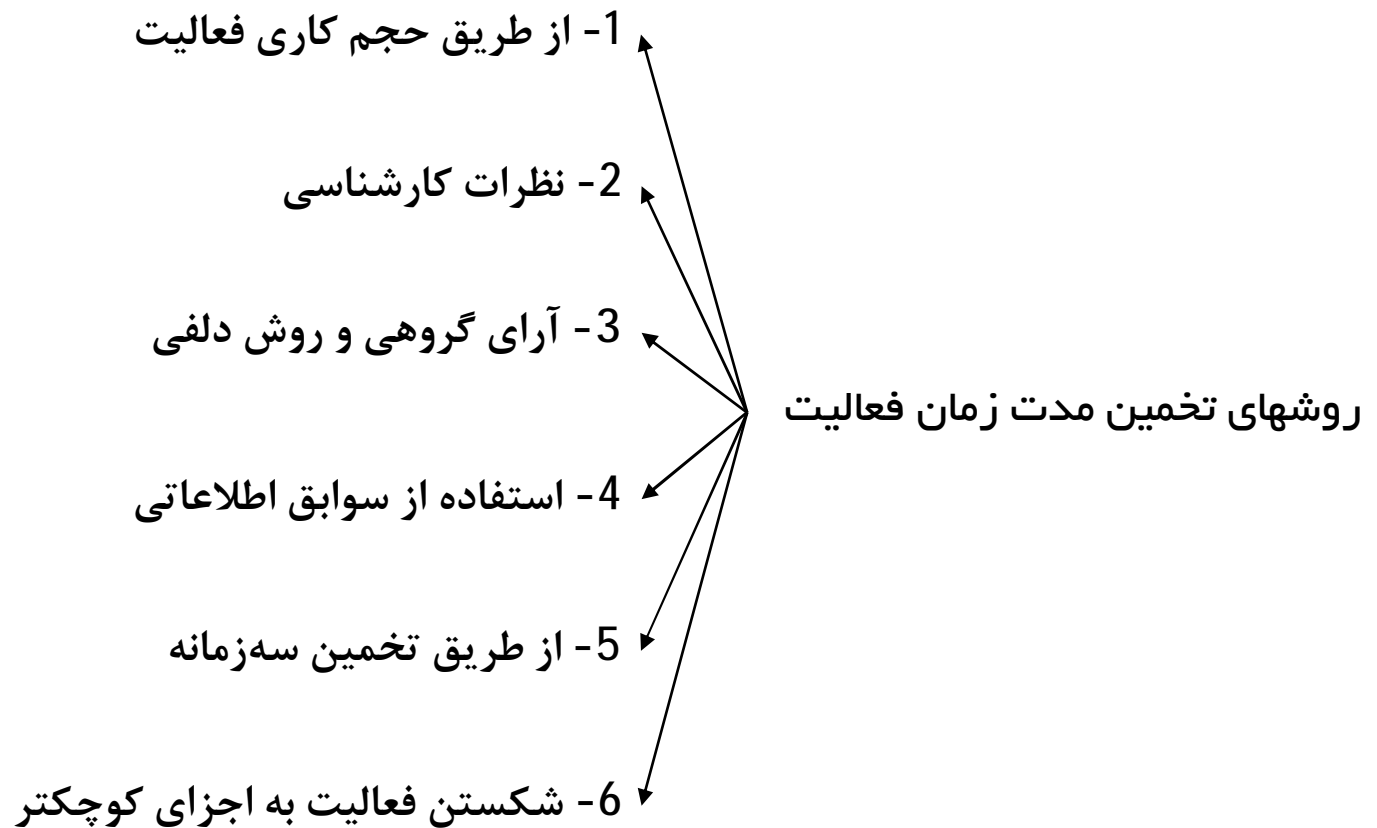 روشهای تخمین مدت زمان فعالیت
1- از طریق حجم کاری فعالیت
2- نظرات کارشناسی
3- آرای گروهی و روش دلفی
4- استفاده از سوابق اطلاعاتی
5- از طریق تخمین سه‌زمانه
6- شکستن فعالیت به اجزای کوچکتر